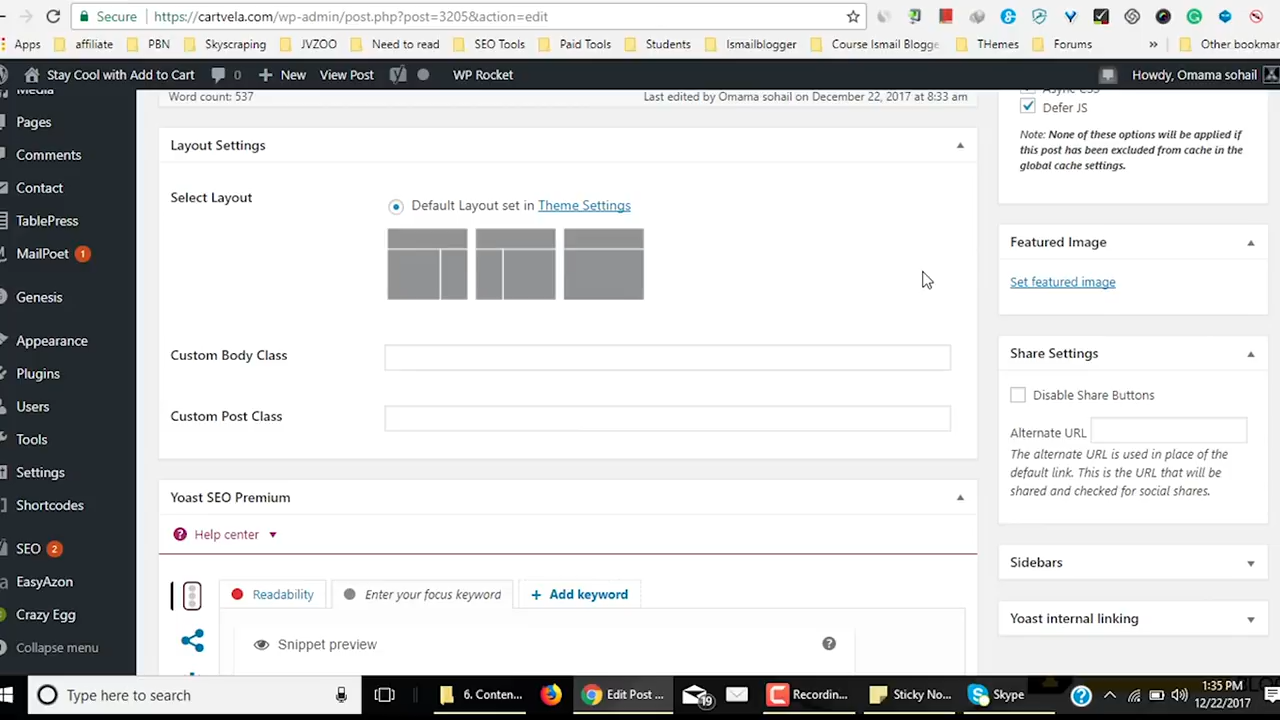 Secure https://cartvela.com/wp-admin/post.php?post=3205&action=edit
Apps affiliate PBN Skyscraping JVZOO Need to read SEO Tools Paid Tools Students Ismailblogger Course Ismail Blogge THemes Forums » Other bookmar
Stay Cool with Add to Cart 0 New View Post WP Rocket Howdy, Omama sohail
Media
Pages
Comments
Contact
TablePress
MailPoet 1
Genesis
Appearance
Plugins
Users
Tools
Settings
Shortcodes
SEO 2
EasyAzon
Crazy Egg
Collapse menu
Word count: 537 Last edited by Omama sohail on December 22, 2017 at 8:33 am
Layout Settings
Select Layout
Default Layout set in Theme Settings
Custom Body Class
Custom Post Class
Yoast SEO Premium
Help center
Readability Enter your focus keyword + Add keyword
Snippet preview
Async CSS
Defer JS
Note: None of these options will be applied if
this post has been excluded from cache in the
global cache settings.
Featured Image
Set featured image
Share Settings
Disable Share Buttons
Alternate URL
The alternate URL is used in place of the
default link. This is the URL that will be
shared and checked for social shares.
Sidebars
Yoast internal linking
Type here to search 6. Conten... Edit Post ... 19 Recordin... Sticky No... Skype 1:35 PM
12/22/2017